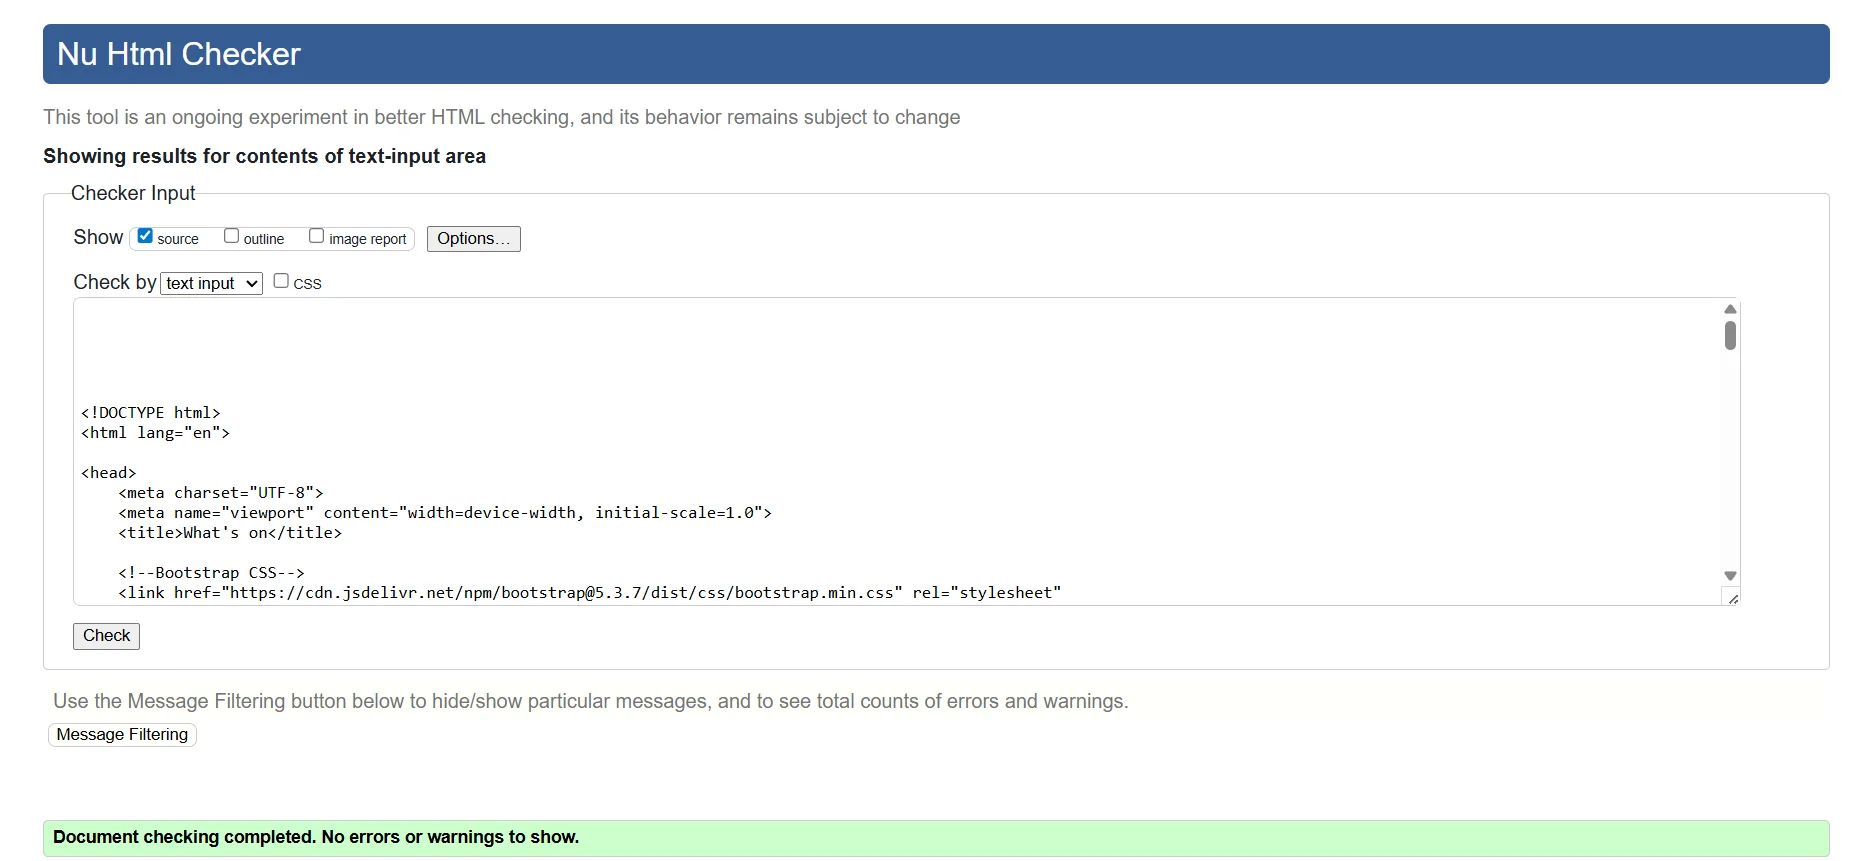 Nu Html Checker
This tool is an ongoing experiment in better HTML checking, and its behavior remains subject to change
Showing results for contents of text-input area
Checker Input
Show source outline image report Options...
Check by text input CSS
<!DOCTYPE html>
<html lang="en">
<head>
    <meta charset="UTF-8">
    <meta name="viewport" content="width=device-width, initial-scale=1.0">
    <title>What's on</title>
    <!--Bootstrap CSS-->
    <link href="https://cdn.jsdelivr.net/npm/bootstrap@5.3.7/dist/css/bootstrap.min.css" rel="stylesheet"
Check
Use the Message Filtering button below to hide/show particular messages, and to see total counts of errors and warnings.
Message Filtering
Document checking completed. No errors or warnings to show.